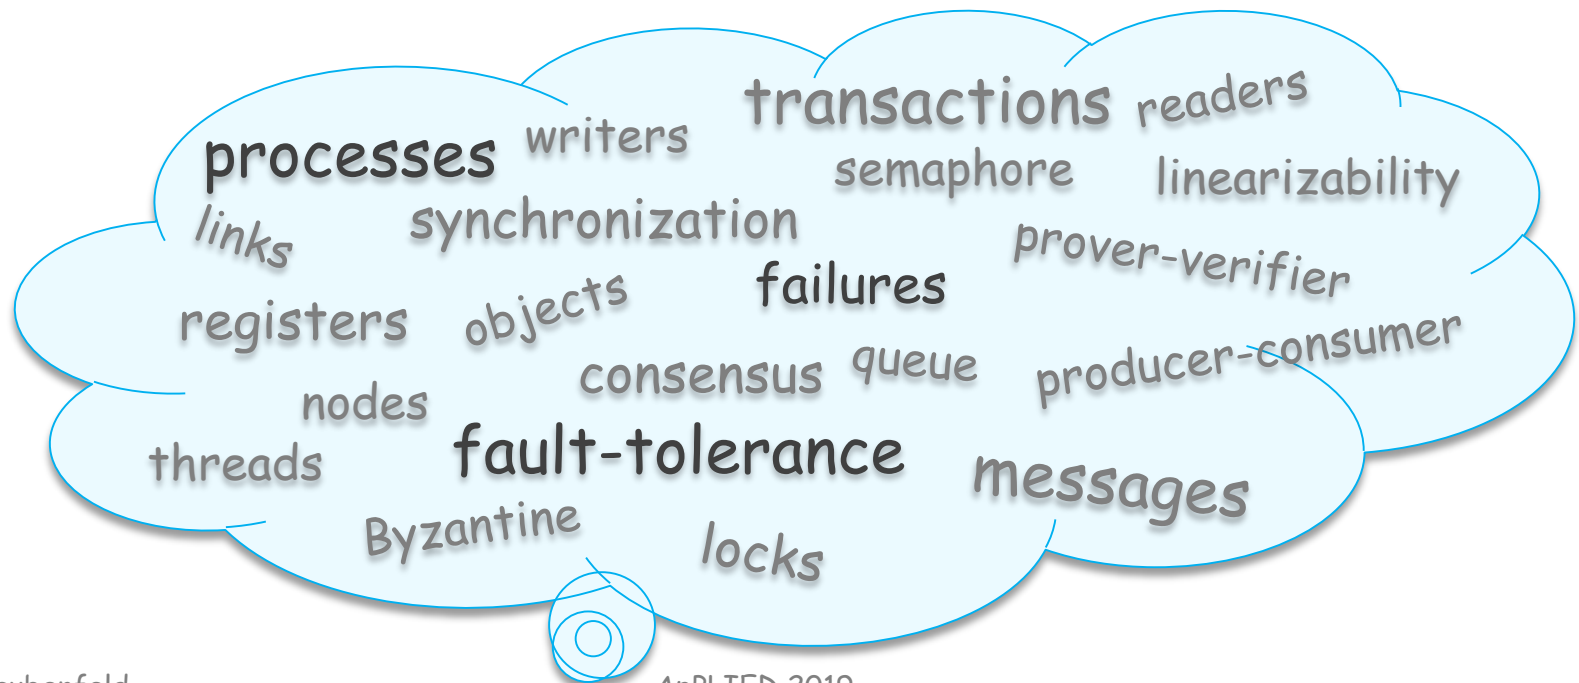 transactions
readers
processes
writers
semaphore
linearizability
links
synchronization
prover-verifier
failures
registers
objects
consensus
queue
producer-consumer
nodes
threads
fault-tolerance
messages
Byzantine
locks